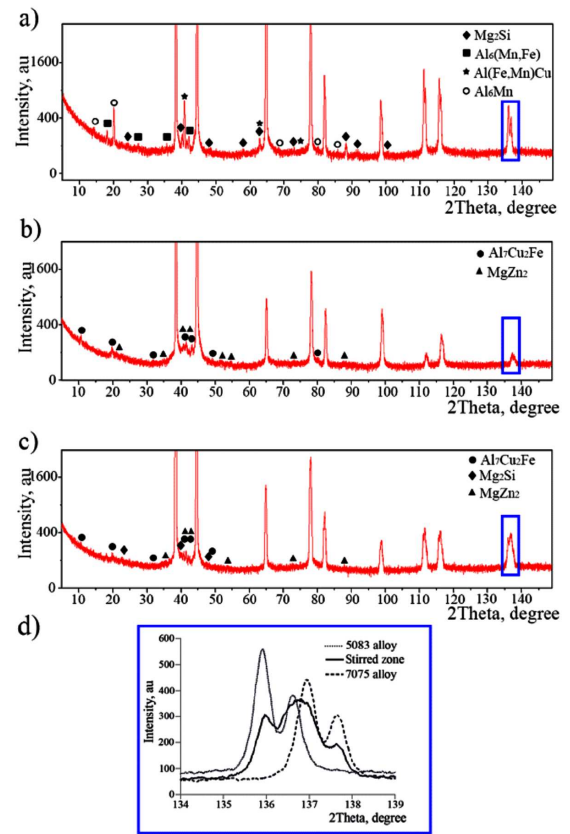 a)
Intensity, au
1600
400
◆ Mg₂Si
■ Al₆(Mn,Fe)
★ Al(Fe,Mn)Cu
○ Al₆Mn
10 20 30 40 50 60 70 80 90 100 110 120 130 140
2Theta, degree
b)
Intensity, au
1600
400
● Al₇Cu₂Fe
▲ MgZn₂
10 20 30 40 50 60 70 80 90 100 110 120 130 140
2Theta, degree
c)
Intensity, au
1600
400
● Al₇Cu₂Fe
◆ Mg₂Si
▲ MgZn₂
10 20 30 40 50 60 70 80 90 100 110 120 130 140
2Theta, degree
d)
Intensity, au
600
500
400
300
200
100
0
5083 alloy
Stirred zone
7075 alloy
134 135 136 137 138 139
2Theta, degree